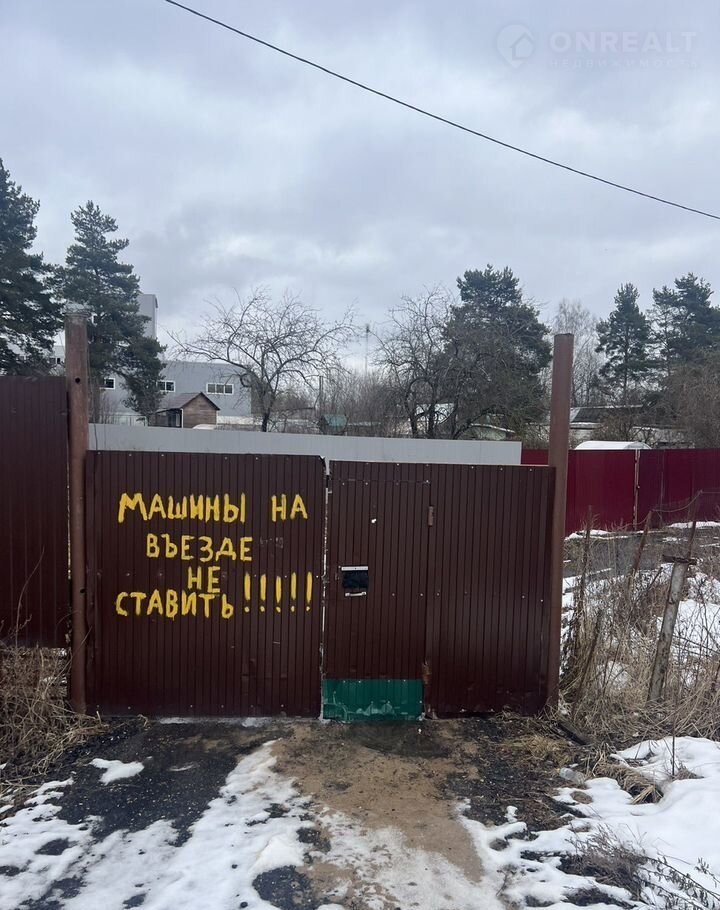 ONREALT
НЕДВИЖИМОСТЬ
МАШИНЫ НА
ВЪЕЗДЕ
НЕ
СТАВИТЬ!!!!!